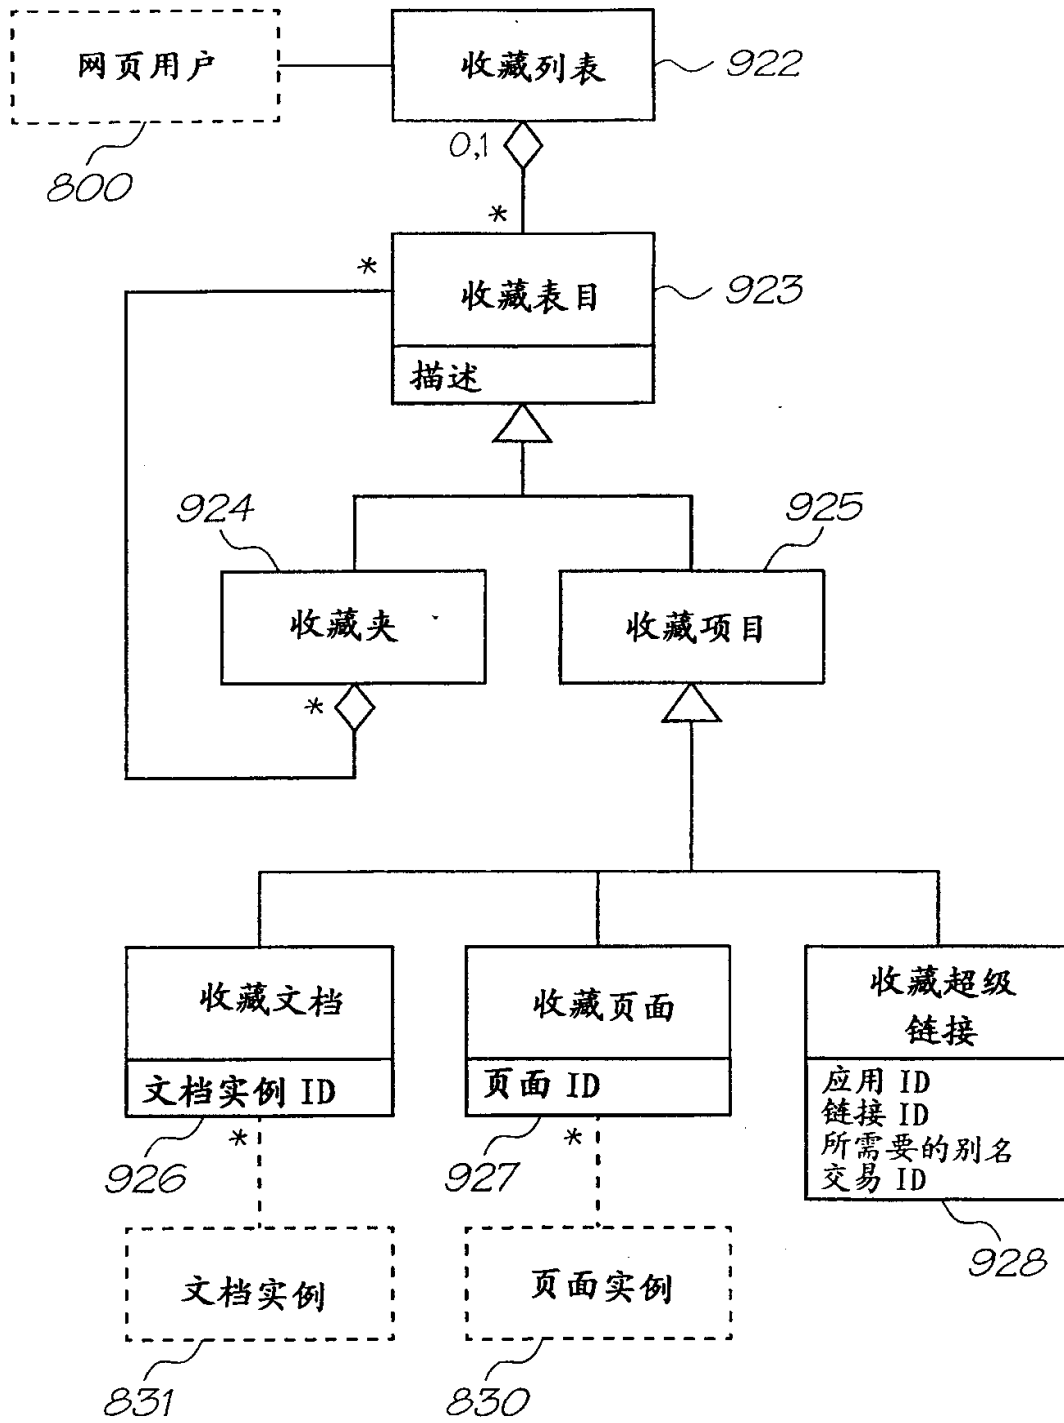 网页用户
收藏列表
922
800
0,1
*
*
收藏表目
923
描述
924
925
收藏夹
收藏项目
*
收藏文档
收藏页面
收藏超级
链接
文档实例 ID
页面 ID
应用 ID
链接 ID
所需要的别名
交易 ID
*
*
926
927
928
文档实例
页面实例
831
830